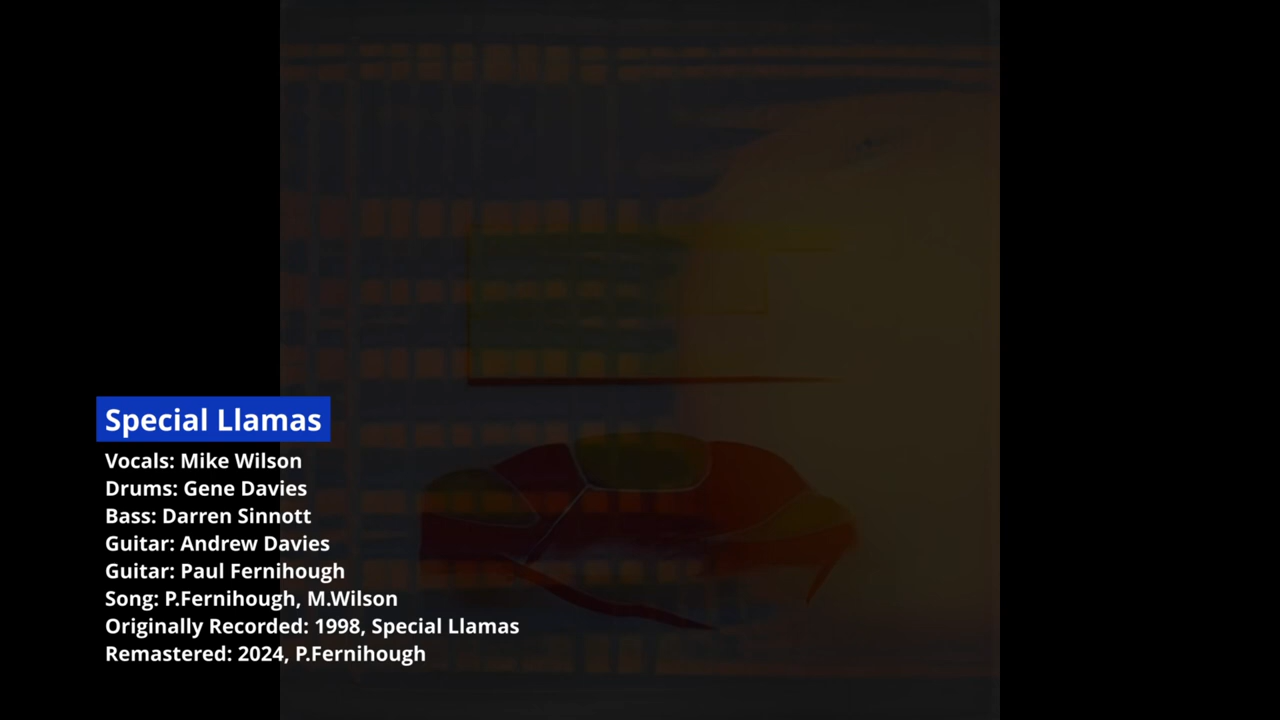 Special Llamas
Vocals: Mike Wilson
Drums: Gene Davies
Bass: Darren Sinnott
Guitar: Andrew Davies
Guitar: Paul Fernihough
Song: P.Fernihough, M.Wilson
Originally Recorded: 1998, Special Llamas
Remastered: 2024, P.Fernihough